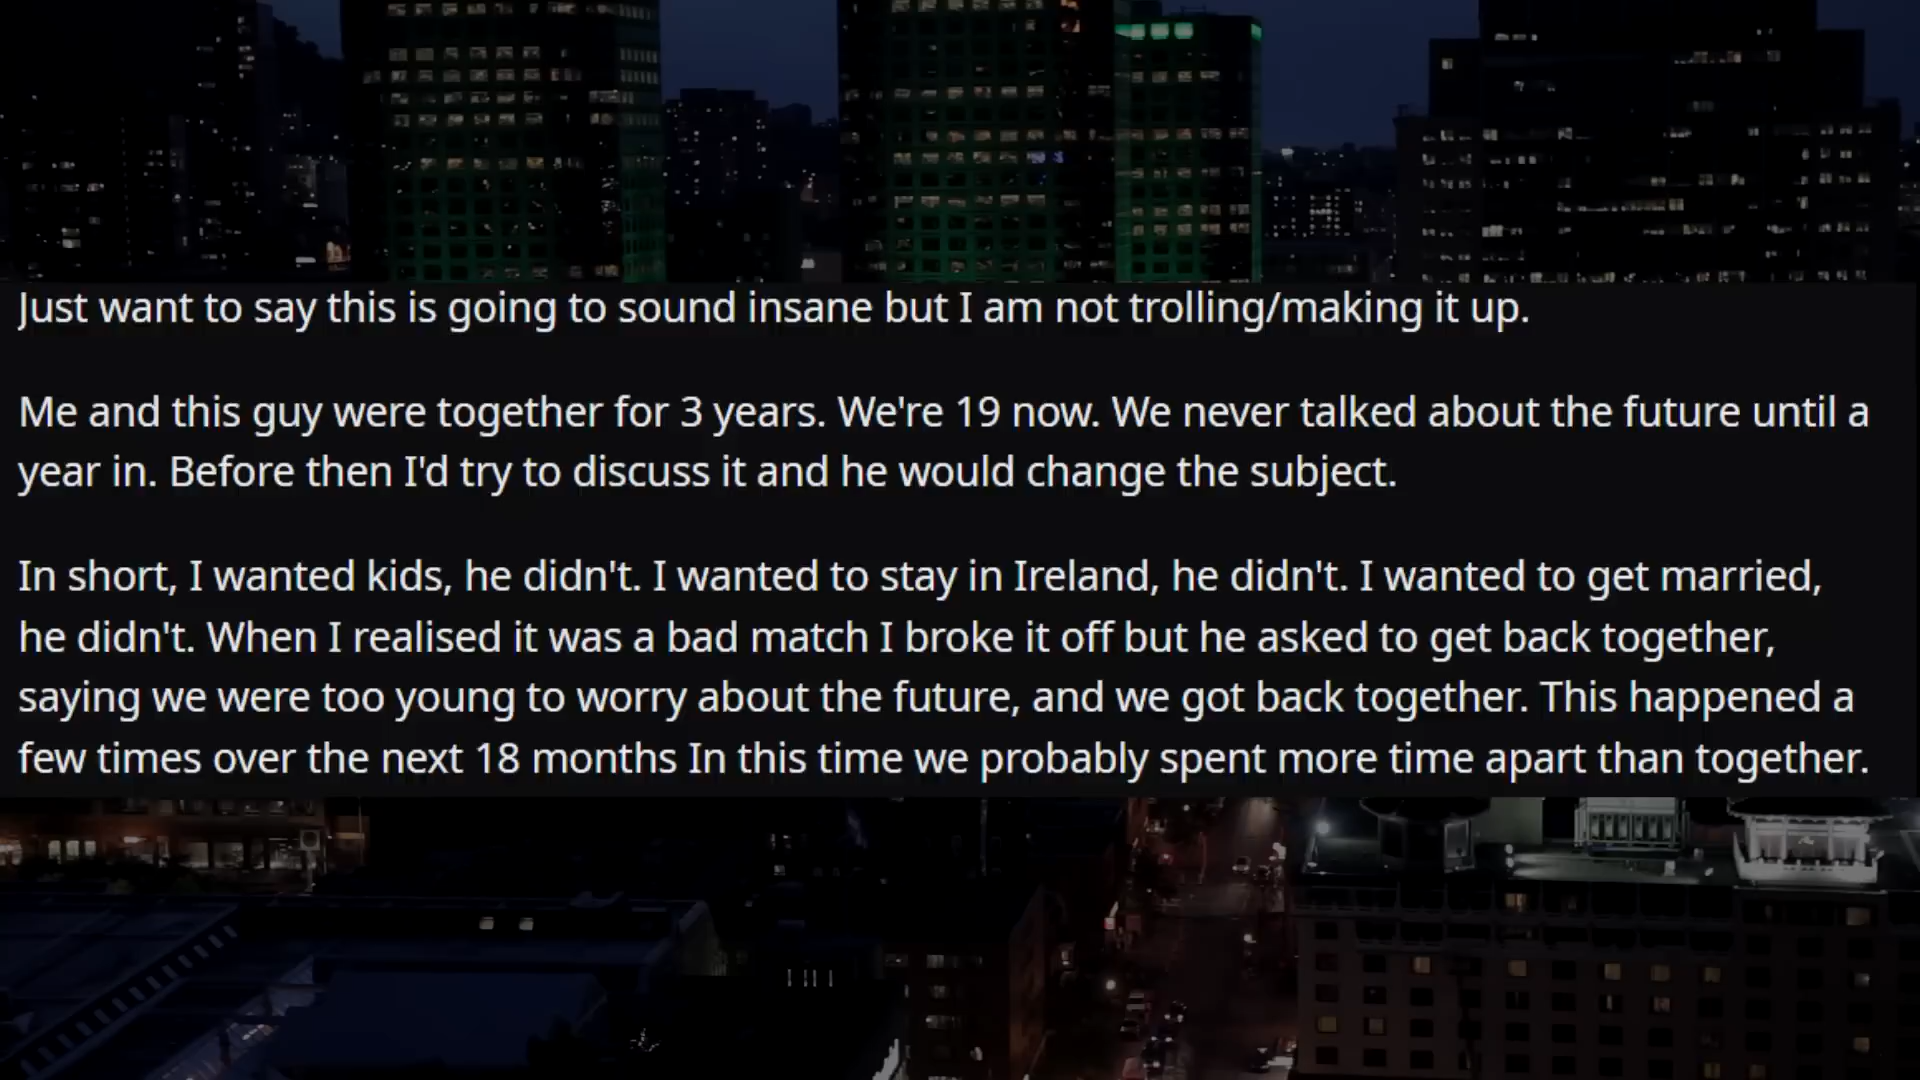 Just want to say this is going to sound insane but I am not trolling/making it up.
Me and this guy were together for 3 years. We're 19 now. We never talked about the future until a
year in. Before then I'd try to discuss it and he would change the subject.
In short, I wanted kids, he didn't. I wanted to stay in Ireland, he didn't. I wanted to get married,
he didn't. When I realised it was a bad match I broke it off but he asked to get back together,
saying we were too young to worry about the future, and we got back together. This happened a
few times over the next 18 months In this time we probably spent more time apart than together.